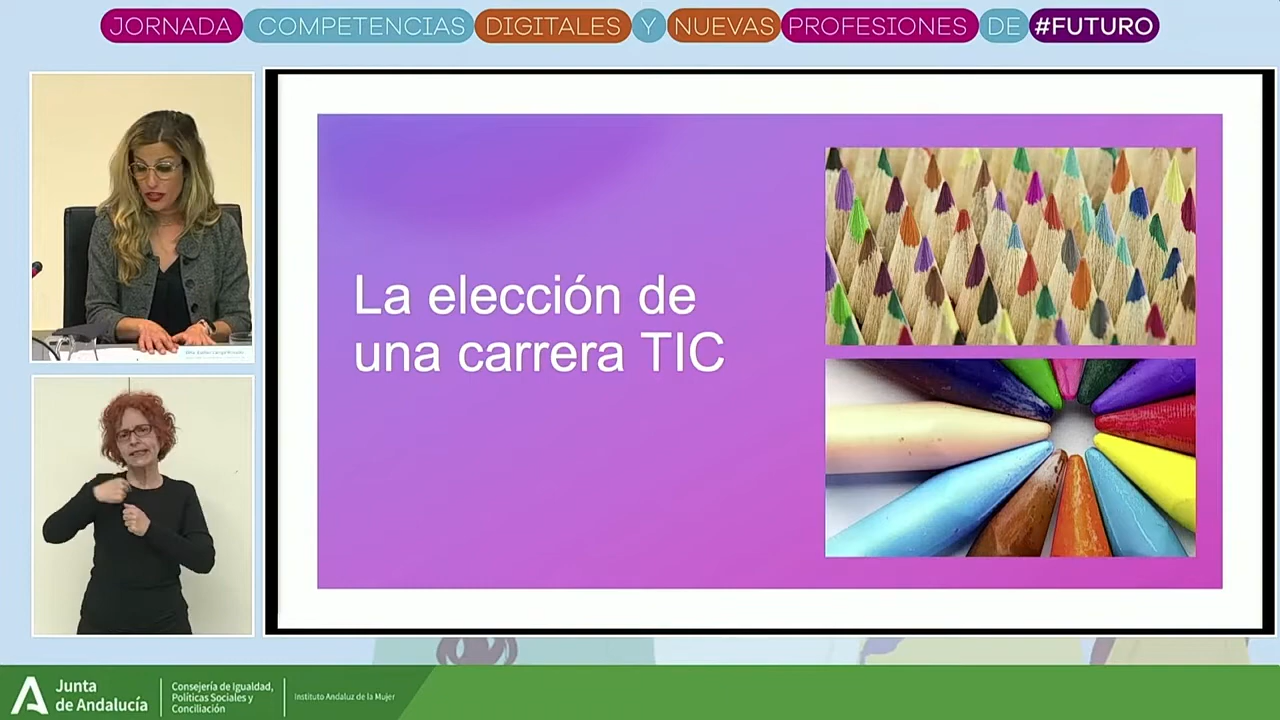 JORNADA COMPETENCIAS DIGITALES Y NUEVAS PROFESIONES DE #FUTURO
La elección de
una carrera TIC
Junta
de Andalucía
Consejería de Igualdad,
Políticas Sociales y
Conciliación
Instituto Andaluz de la Mujer